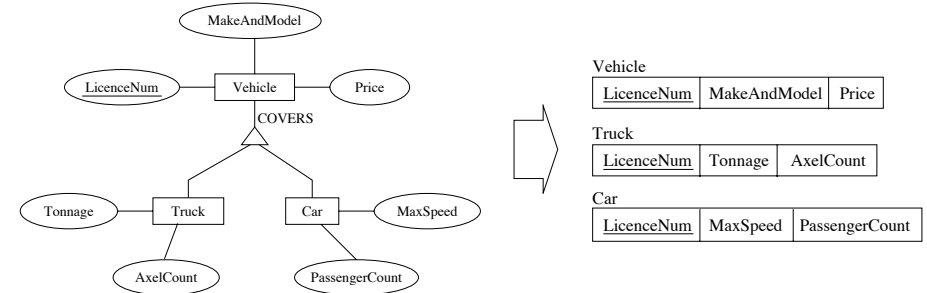 MakeAndModel
LicenceNum
Vehicle
Price
COVERS
Tonnage
Truck
Car
MaxSpeed
AxelCount
PassengerCount
Vehicle
LicenceNum MakeAndModel Price
Truck
LicenceNum Tonnage AxelCount
Car
LicenceNum MaxSpeed PassengerCount